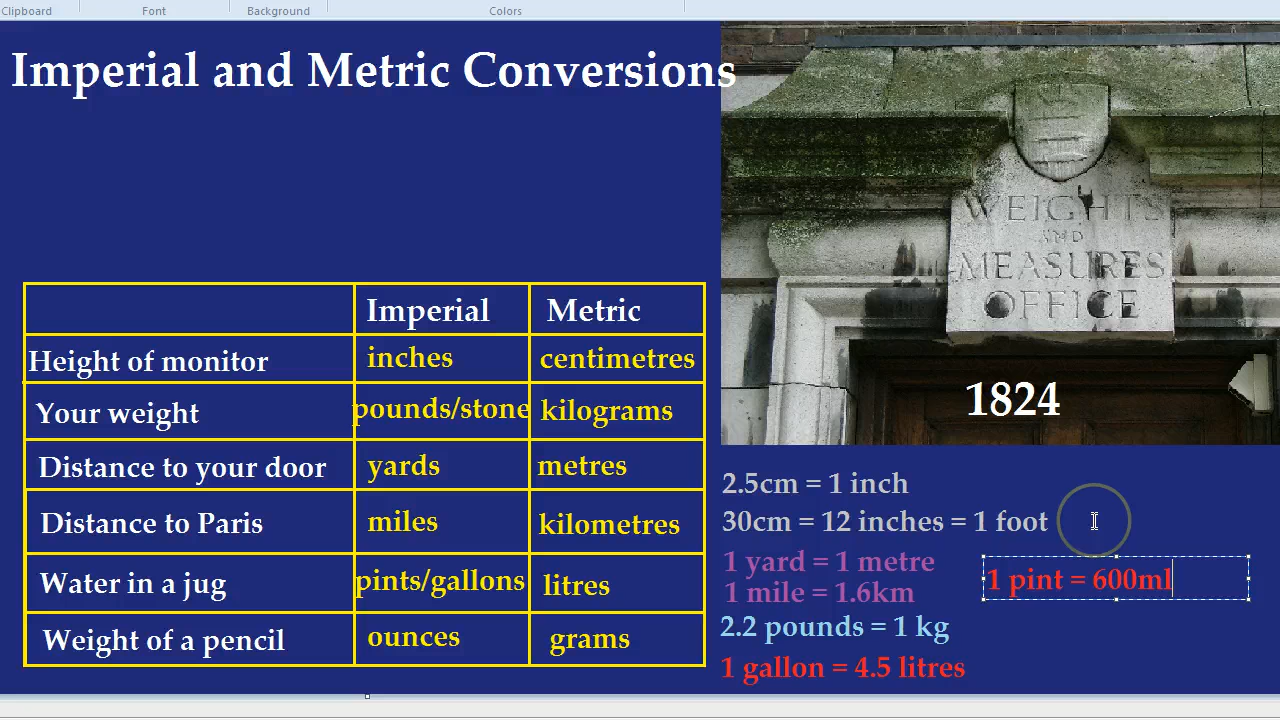 Clipboard
Font
Background
Colors
Imperial and Metric Conversions
WEIGHTS
AND
MEASURES
OFFICE
1824
Imperial Metric
Height of monitor inches centimetres
Your weight pounds/stone kilograms
Distance to your door yards metres
Distance to Paris miles kilometres
Water in a jug pints/gallons litres
Weight of a pencil ounces grams
2.5cm = 1 inch
30cm = 12 inches = 1 foot
1 yard = 1 metre
1 mile = 1.6km
1 pint = 600ml
2.2 pounds = 1 kg
1 gallon = 4.5 litres